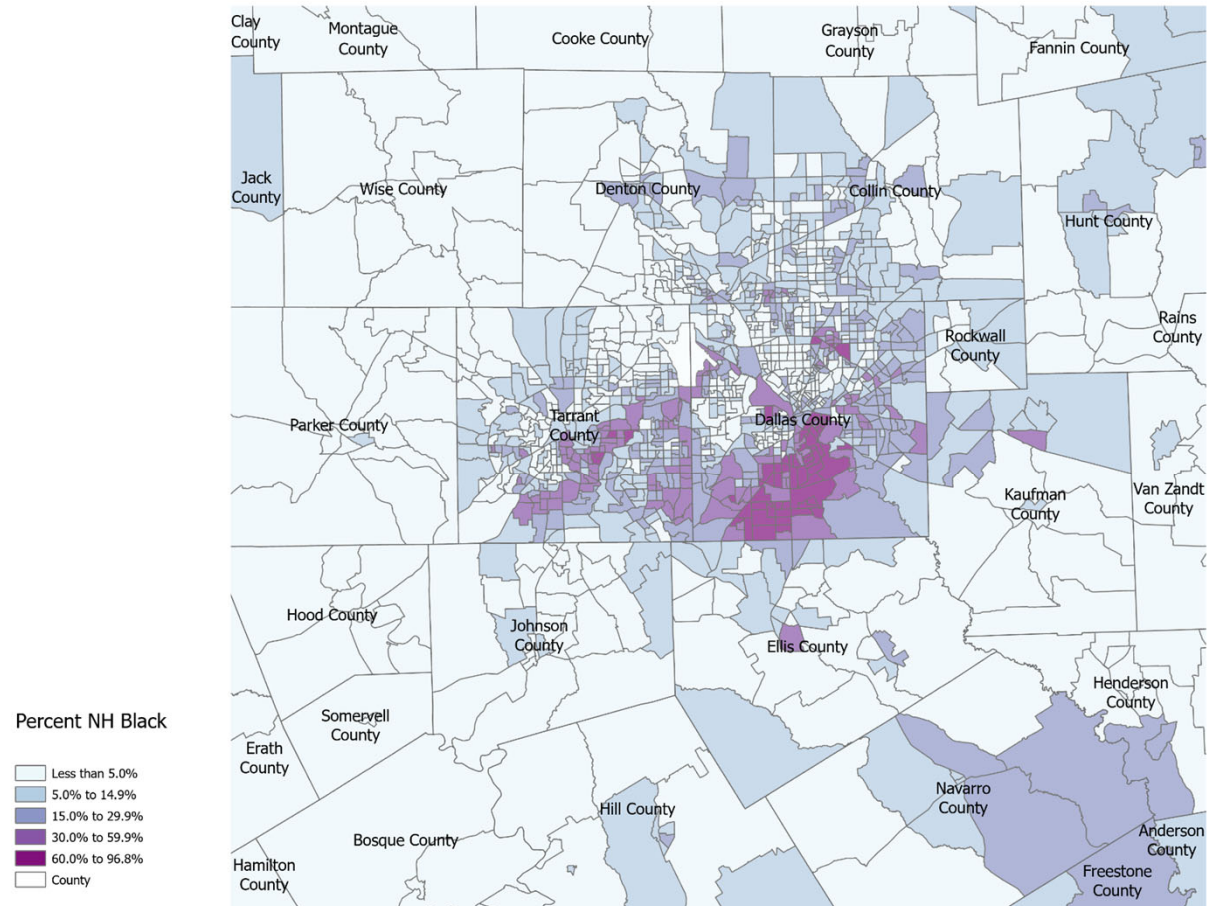 Clay
County
Montague
County
Cooke County
Grayson
County
Fannin County
Jack
County
Wise County
Denton County
Collin County
Hunt County
Rains
County
Rockwall
County
Parker County
Tarrant
County
Dallas County
Kaufman
County
Van Zandt
County
Hood County
Johnson
County
Ellis County
Henderson
County
Somervell
County
Erath
County
Navarro
County
Hill County
Bosque County
Anderson
County
Hamilton
County
Freestone
County
Percent NH Black
Less than 5.0%
5.0% to 14.9%
15.0% to 29.9%
30.0% to 59.9%
60.0% to 96.8%
County